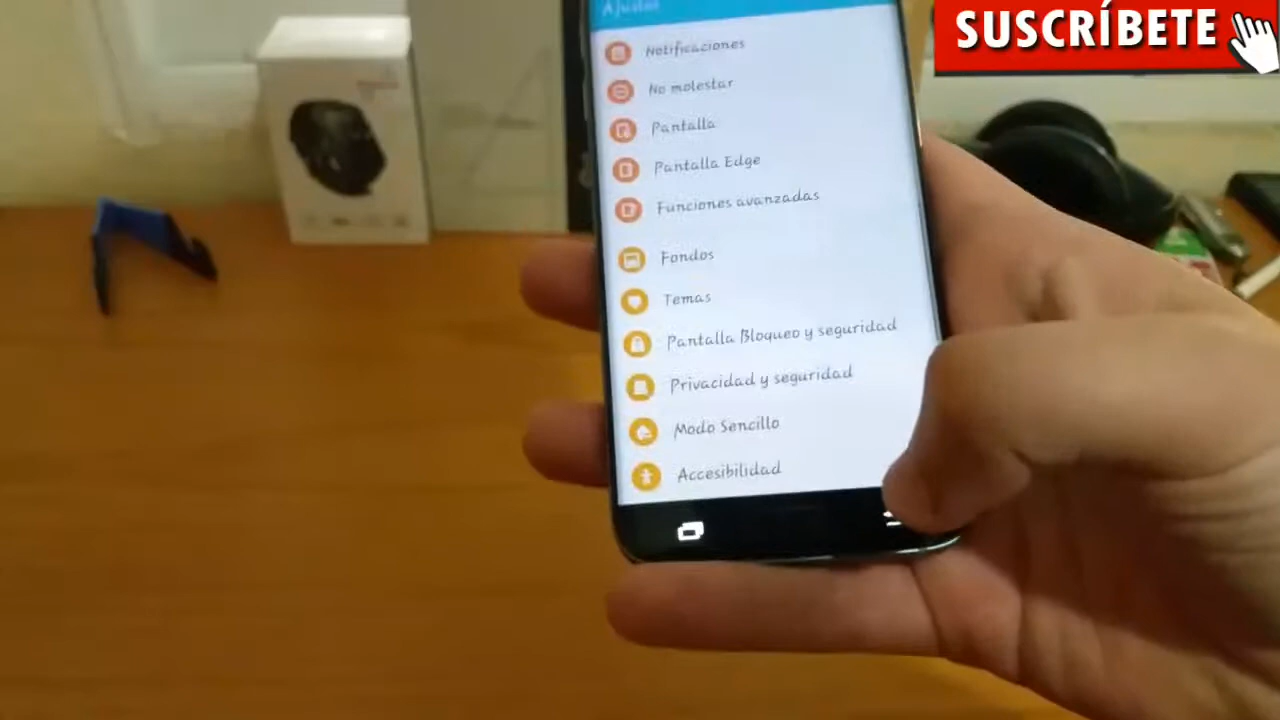 SUSCRÍBETE
Ajustes
Notificaciones
No molestar
Pantalla
Pantalla Edge
Funciones avanzadas
Fondos
Temas
Pantalla Bloqueo y seguridad
Privacidad y seguridad
Modo Sencillo
Accesibilidad